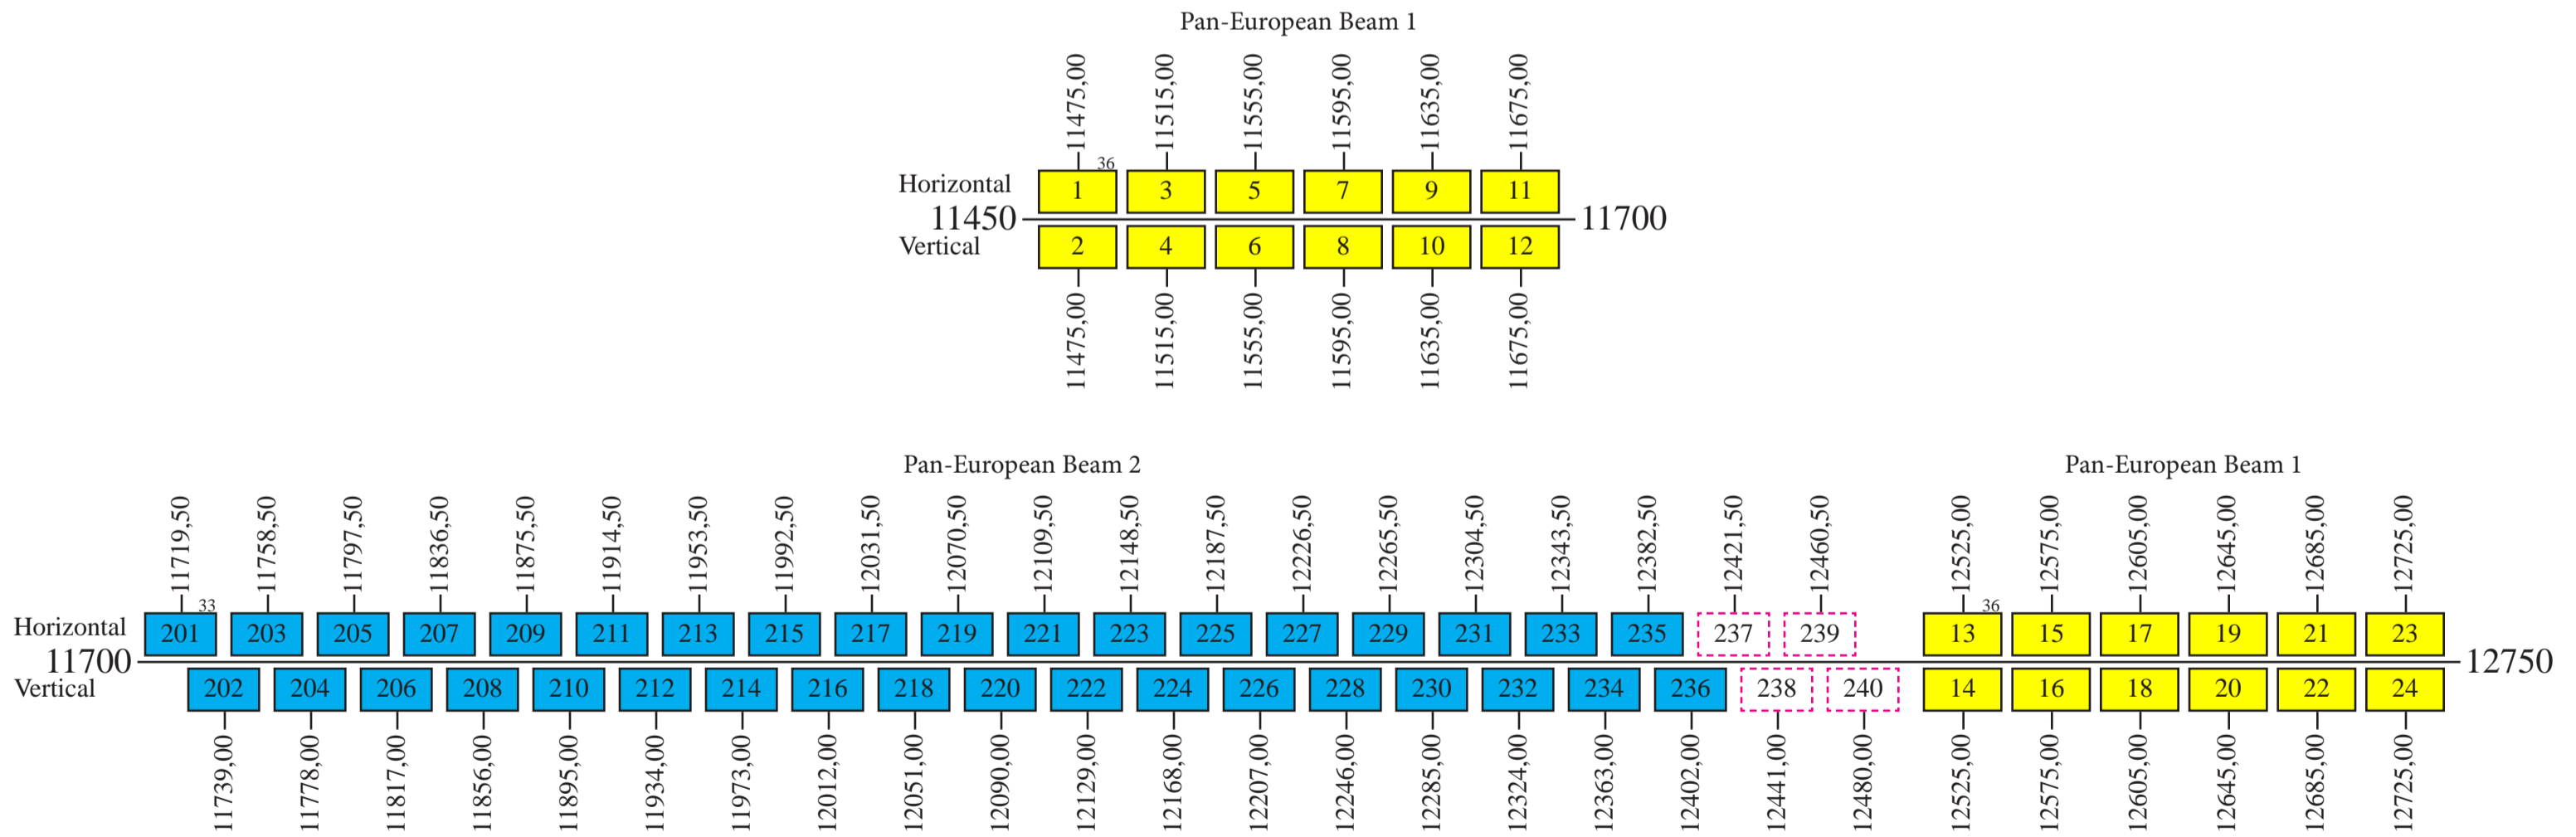 Pan-European Beam 1
11475,00 11515,00 11555,00 11595,00 11635,00 11675,00
36
Horizontal 1 3 5 7 9 11
11450 11700
Vertical 2 4 6 8 10 12
11475,00 11515,00 11555,00 11595,00 11635,00 11675,00
Pan-European Beam 2 Pan-European Beam 1
11719,50 11758,50 11797,50 11836,50 11875,50 11914,50 11953,50 11992,50 12031,50 12070,50 12109,50 12148,50 12187,50 12226,50 12265,50 12304,50 12343,50 12382,50 12421,50 12460,50 12525,00 12575,00 12605,00 12645,00 12685,00 12725,00
33 36
Horizontal 201 203 205 207 209 211 213 215 217 219 221 223 225 227 229 231 233 235 237 239 13 15 17 19 21 23
11700 12750
Vertical 202 204 206 208 210 212 214 216 218 220 222 224 226 228 230 232 234 236 238 240 14 16 18 20 22 24
11739,00 11778,00 11817,00 11856,00 11895,00 11934,00 11973,00 12012,00 12051,00 12090,00 12129,00 12168,00 12207,00 12246,00 12285,00 12324,00 12363,00 12402,00 12441,00 12480,00 12525,00 12575,00 12605,00 12645,00 12685,00 12725,00